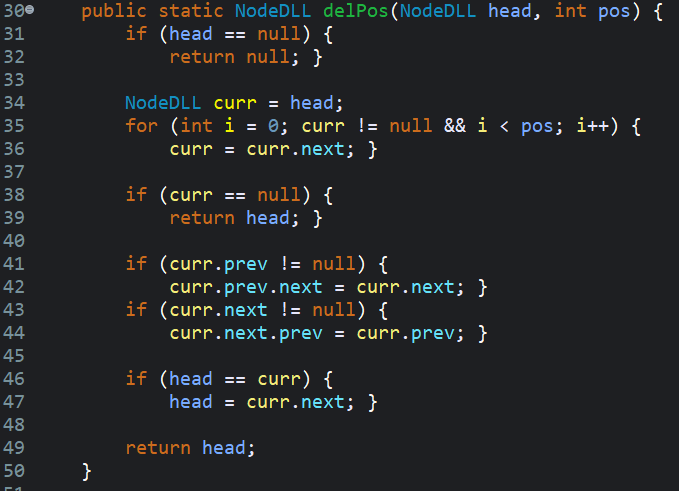 30    public static NodeDLL delPos(NodeDLL head, int pos) {
31        if (head == null) {
32            return null; }
33
34        NodeDLL curr = head;
35        for (int i = 0; curr != null && i < pos; i++) {
36            curr = curr.next; }
37
38        if (curr == null) {
39            return head; }
40
41        if (curr.prev != null) {
42            curr.prev.next = curr.next; }
43        if (curr.next != null) {
44            curr.next.prev = curr.prev; }
45
46        if (head == curr) {
47            head = curr.next; }
48
49        return head;
50    }